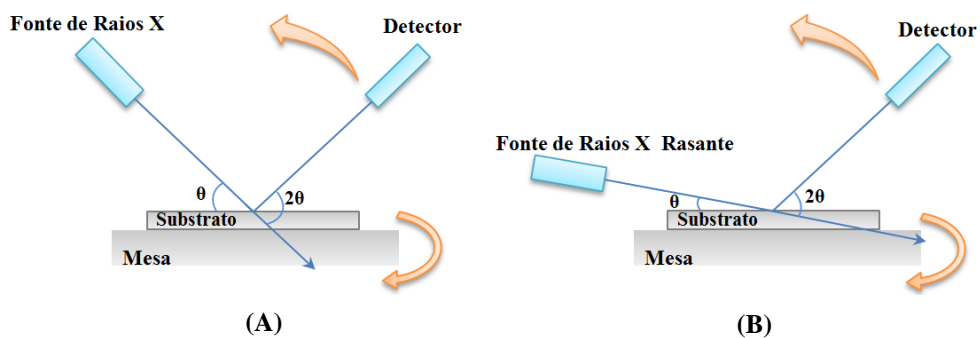 Fonte de Raios X
Detector
θ
2θ
Substrato
Mesa
(A)
Detector
Fonte de Raios X Rasante
θ
2θ
Substrato
Mesa
(B)